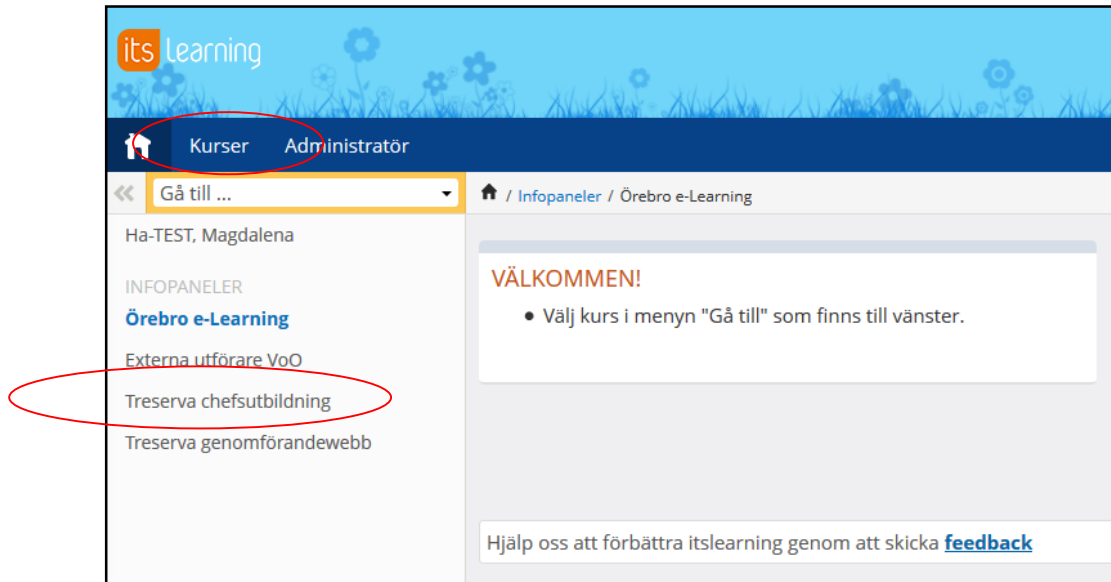 its learning
Kurser Administratör
Gå till ...
/ Infopaneler / Örebro e-Learning
Ha-TEST, Magdalena
INFOPANELER
Örebro e-Learning
Externa utförare VoO
Treserva chefsutbildning
Treserva genomförandewebb
VÄLKOMMEN!
• Välj kurs i menyn "Gå till" som finns till vänster.
Hjälp oss att förbättra itslearning genom att skicka feedback